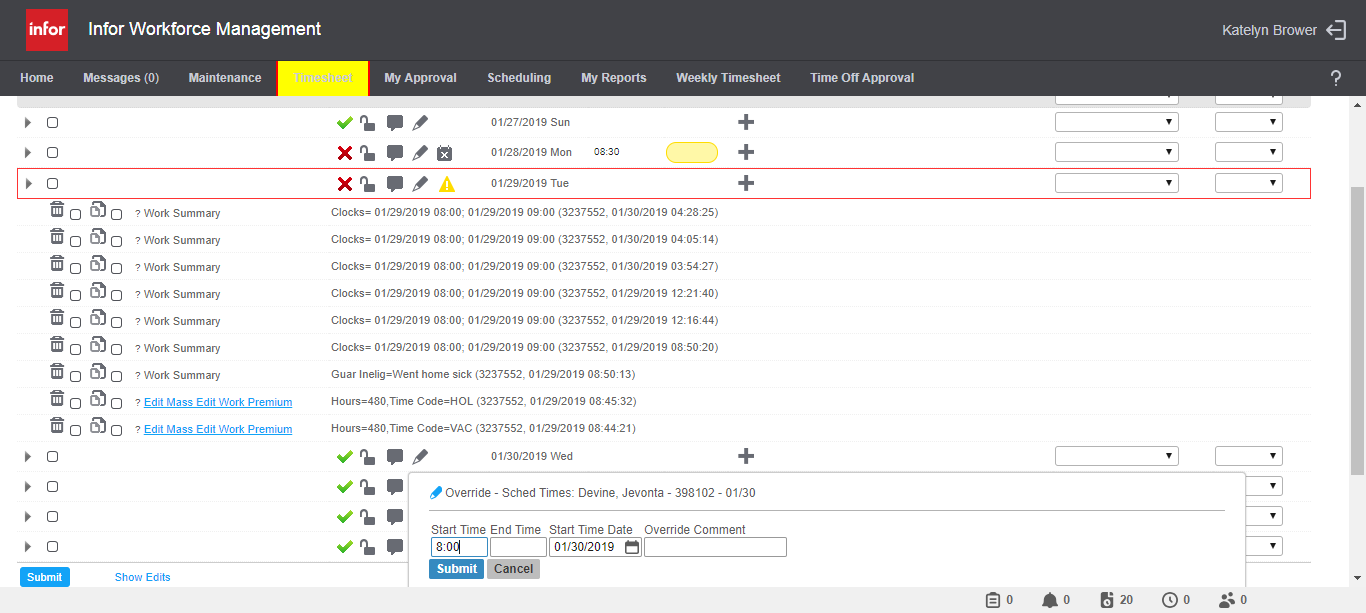 infor Infor Workforce Management Katelyn Brower
Home Messages (0) Maintenance Timesheet My Approval Scheduling My Reports Weekly Timesheet Time Off Approval ?
01/27/2019 Sun
01/28/2019 Mon 08:30
01/29/2019 Tue
? Work Summary Clocks= 01/29/2019 08:00; 01/29/2019 09:00 (3237552, 01/30/2019 04:28:25)
? Work Summary Clocks= 01/29/2019 08:00; 01/29/2019 09:00 (3237552, 01/30/2019 04:05:14)
? Work Summary Clocks= 01/29/2019 08:00; 01/29/2019 09:00 (3237552, 01/30/2019 03:54:27)
? Work Summary Clocks= 01/29/2019 08:00; 01/29/2019 09:00 (3237552, 01/29/2019 12:21:40)
? Work Summary Clocks= 01/29/2019 08:00; 01/29/2019 09:00 (3237552, 01/29/2019 12:16:44)
? Work Summary Clocks= 01/29/2019 08:00; 01/29/2019 09:00 (3237552, 01/29/2019 08:50:20)
? Work Summary Guar Inelig=Went home sick (3237552, 01/29/2019 08:50:13)
? Edit Mass Edit Work Premium Hours=480,Time Code=HOL (3237552, 01/29/2019 08:45:32)
? Edit Mass Edit Work Premium Hours=480,Time Code=VAC (3237552, 01/29/2019 08:44:21)
01/30/2019 Wed
Override - Sched Times: Devine, Jevonta - 398102 - 01/30
Start Time End Time Start Time Date Override Comment
8:00 01/30/2019
Submit Cancel
Submit Show Edits
0 0 20 0 0